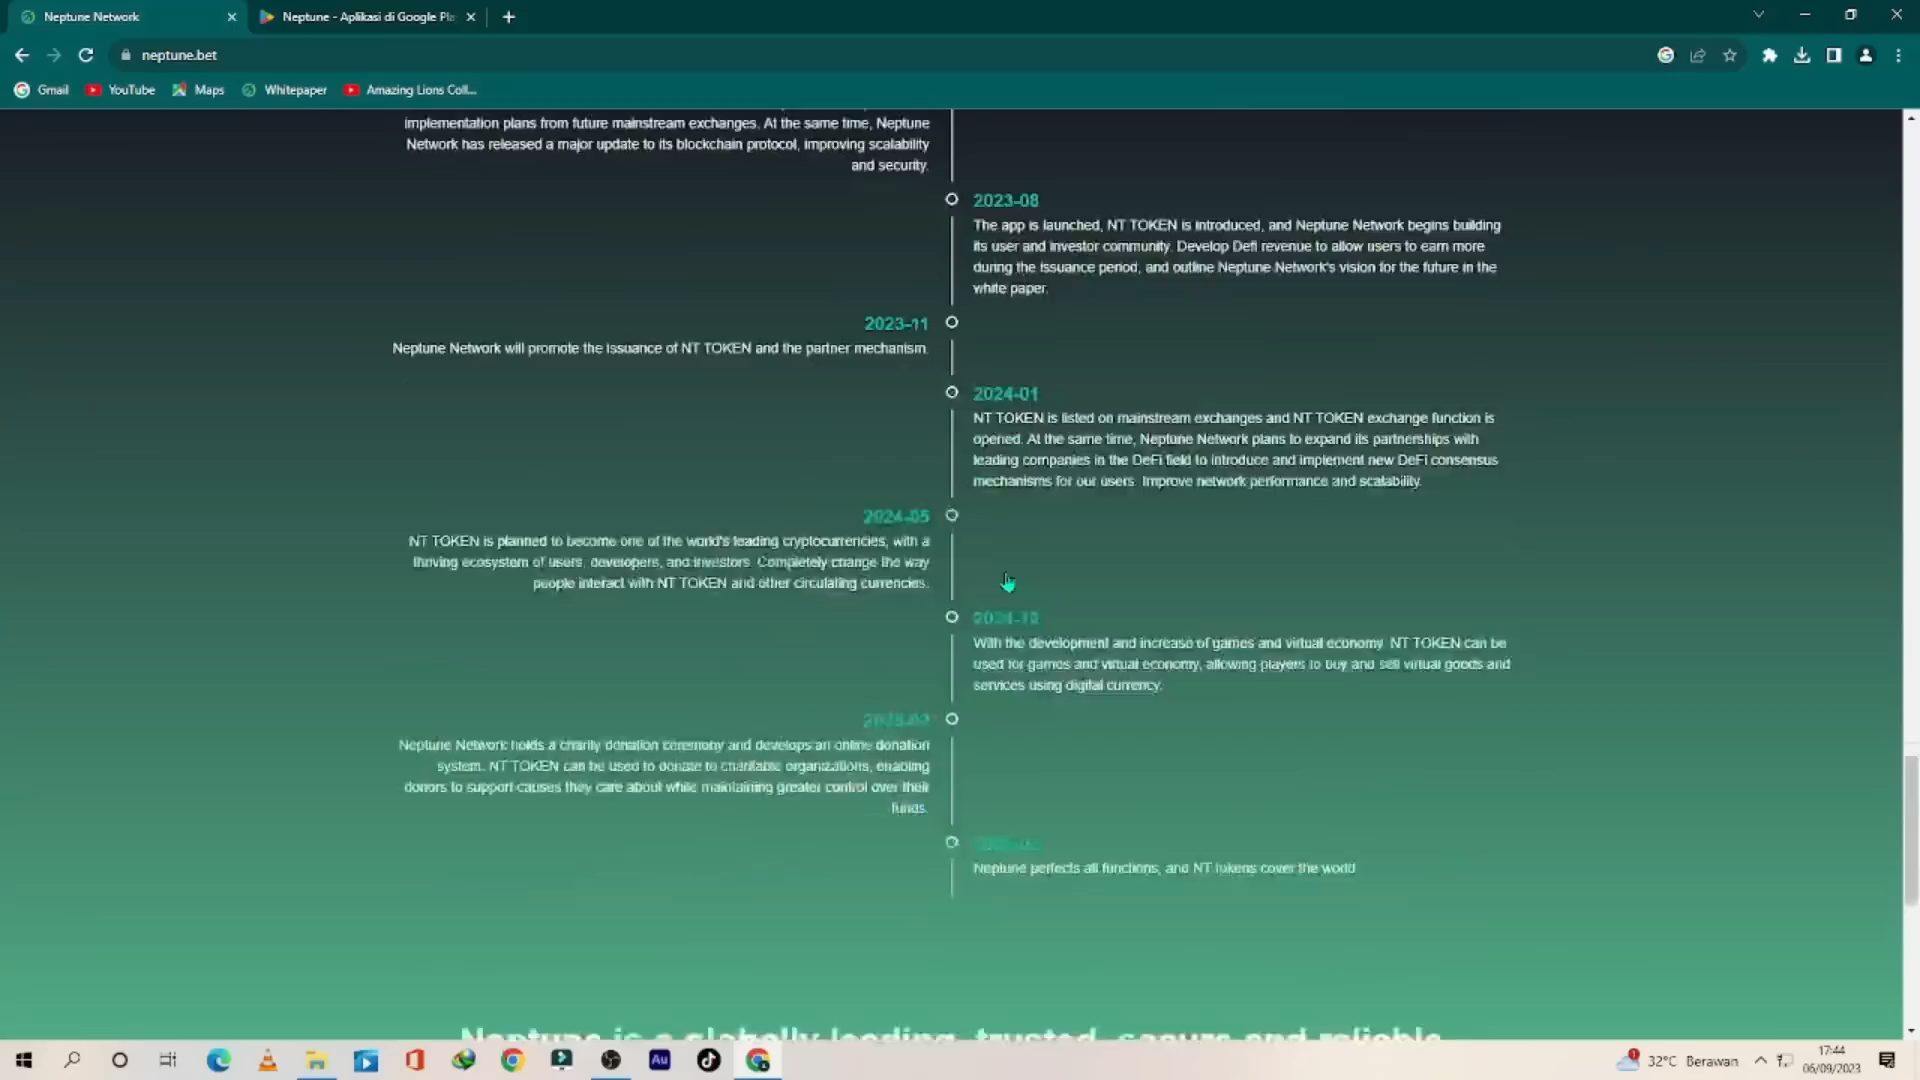 Neptune Network
Neptune - Aplikasi di Google Pla
neptune.bet
Gmail
YouTube
Maps
Whitepaper
Amazing Lions Coll...
implementation plans from future mainstream exchanges. At the same time, Neptune
Network has released a major update to its blockchain protocol, improving scalability
and security.
2023-08
The app is launched, NT TOKEN is introduced, and Neptune Network begins building
its user and investor community. Develop Defi revenue to allow users to earn more
during the issuance period, and outline Neptune Network's vision for the future in the
white paper.
2023-11
Neptune Network will promote the issuance of NT TOKEN and the partner mechanism.
2024-01
NT TOKEN is listed on mainstream exchanges and NT TOKEN exchange function is
opened. At the same time, Neptune Network plans to expand its partnerships with
leading companies in the DeFi field to introduce and implement new DeFi consensus
mechanisms for our users. Improve network performance and scalability.
2024-05
NT TOKEN is planned to become one of the world's leading cryptocurrencies, with a
thriving ecosystem of users, developers, and investors. Completely change the way
people interact with NT TOKEN and other circulating currencies.
With the development and increase of games and virtual economy. NT TOKEN can be
used for games and virtual economy, allowing players to buy and sell virtual goods and
services using digital currency.
Neptune Network holds a charity donation ceremony and develops an online donation
system. NT TOKEN can be used to donate to charitable organizations, enabling
donors to support causes they care about while maintaining greater control over their
funds.
Neptune perfects all functions, and NT tokens cover the world
Neptune is a globally leading, trusted, secure and reliable
32°C Berawan
17:44
06/09/2023